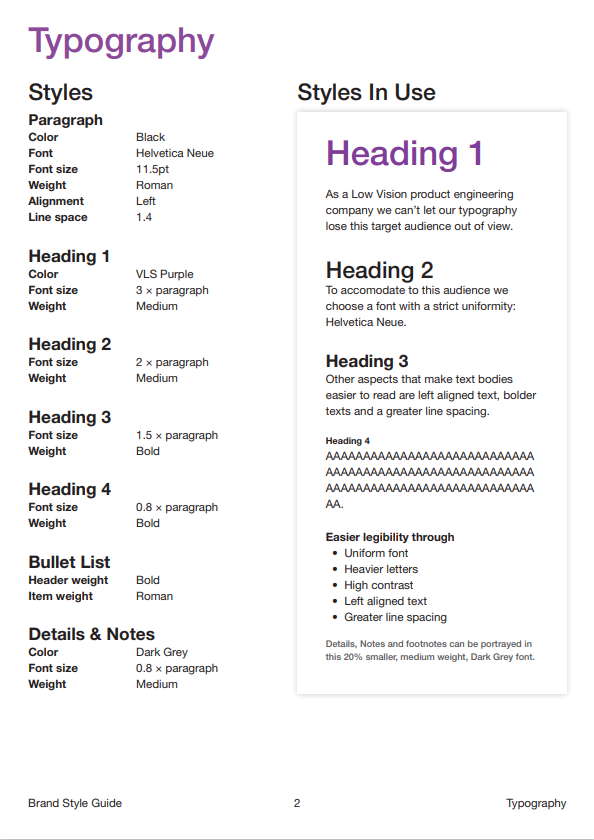 Typography
Styles
Paragraph
Color Black
Font Helvetica Neue
Font size 11.5pt
Weight Roman
Alignment Left
Line space 1.4
Heading 1
Color VLS Purple
Font size 3 × paragraph
Weight Medium
Heading 2
Font size 2 × paragraph
Weight Medium
Heading 3
Font size 1.5 × paragraph
Weight Bold
Heading 4
Font size 0.8 × paragraph
Weight Bold
Bullet List
Header weight Bold
Item weight Roman
Details & Notes
Color Dark Grey
Font size 0.8 × paragraph
Weight Medium
Styles In Use
Heading 1
As a Low Vision product engineering
company we can’t let our typography
lose this target audience out of view.
Heading 2
To accomodate to this audience we
choose a font with a strict uniformity:
Helvetica Neue.
Heading 3
Other aspects that make text bodies
easier to read are left aligned text, bolder
texts and a greater line spacing.
Heading 4
AAAAAAAAAAAAAAAAAAAAAAAAAAAA
AAAAAAAAAAAAAAAAAAAAAAAAAAAA
AAAAAAAAAAAAAAAAAAAAAAAAAAAA
AA.
Easier legibility through
• Uniform font
• Heavier letters
• High contrast
• Left aligned text
• Greater line spacing
Details, Notes and footnotes can be portrayed in
this 20% smaller, medium weight, Dark Grey font.
Brand Style Guide 2 Typography